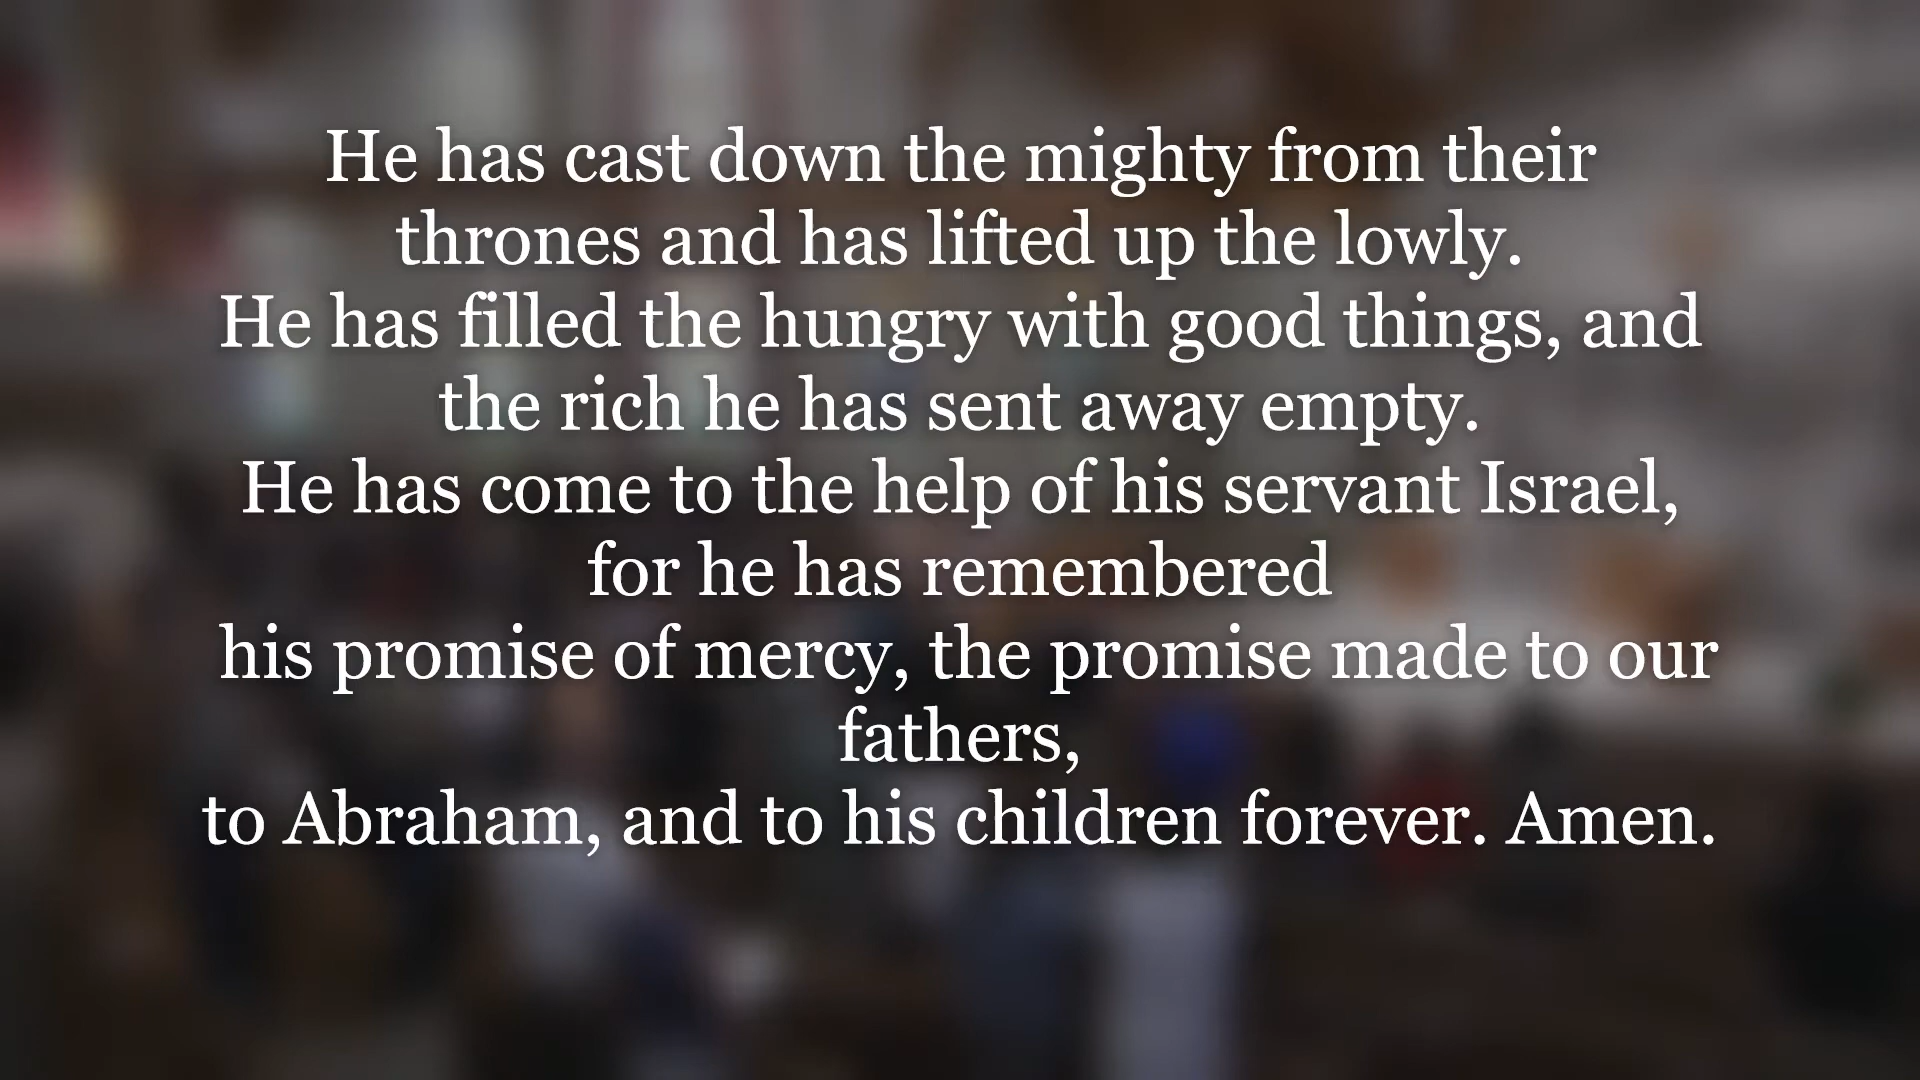 He has cast down the mighty from their
thrones and has lifted up the lowly.
He has filled the hungry with good things, and
the rich he has sent away empty.
He has come to the help of his servant Israel,
for he has remembered
his promise of mercy, the promise made to our
fathers,
to Abraham, and to his children forever. Amen.